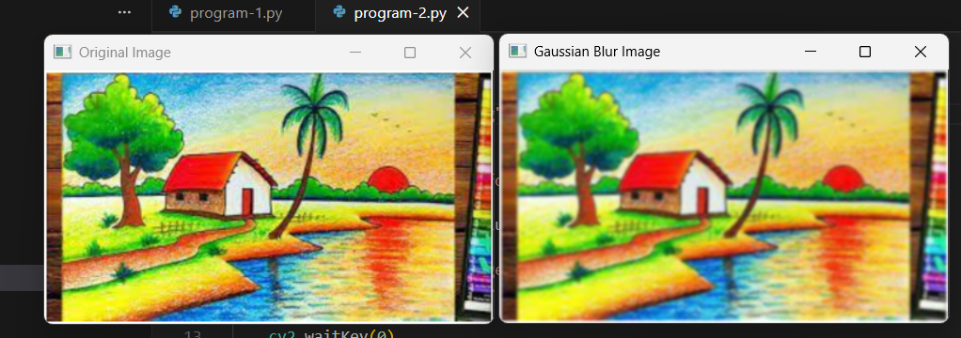 program-1.py
program-2.py
Original Image
Gaussian Blur Image
13 cv2.waitKey(0)